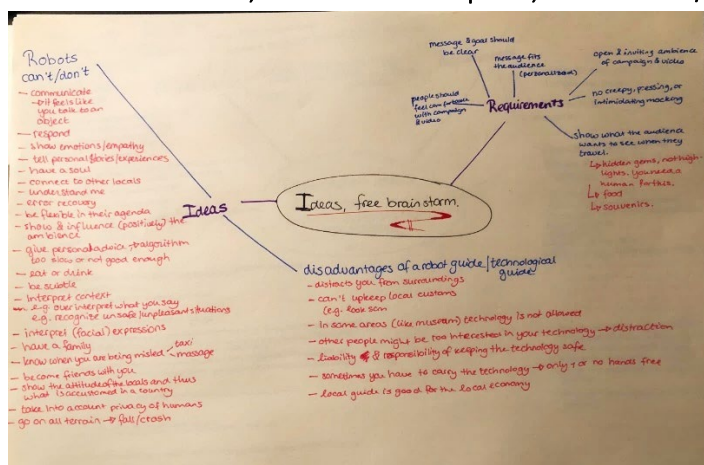 Robots
can't/don't
- communicate
→ it feels like
you talk to an
object
- respond
- show emotions/empathy
- tell personal stories/experiences
- have a soul
- connect to other locals
- understand me
- error recovery
- be flexible in their agenda
- show & influence (positively) the
ambience
- give personal advice → algorithm
too slow or not good enough
- eat or drink
- be subtle
- Interpret context
e.g. over interpret what you say
e.g. recognise unsafe/unpleasant situations
- interpret (facial) expressions
- have a family
- know when you are being misled
taxi
massage
- become friends with you
- show the attitude of the locals and thus
what is accustomed in a country
- take into account privacy of humans
- go on all terrain → fall/crash
Ideas
Ideas, free brainstorm.
Requirements
message & goal should
be clear
message fits
the audience
open & inviting ambience
of campaign & video
people should
feel
with campaign
& video
no creepy, pressing, or
intimidating mocking
show what the audience
wants to see when they
travel.
↳ hidden gems, not high-
lights. you need a
human for this.
↳ food
↳ souvenirs.
disadvantages of a robot guide/technological
guide
- distracts you from surroundings
- can't upkeep local customs
(e.g. look
- In some areas (like museum) technology is not allowed
- other people might be too interested in your technology → distraction
- liability & responsibility of keeping the technology safe
- sometimes you have to carry the technology → only 1 or no hands free
- local guide is good for the local economy